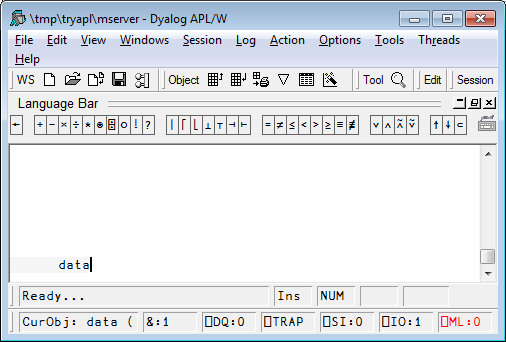 \tmp\tryapl\mserver - Dyalog APL/W
File Edit View Windows Session Log Action Options Tools Threads
Help
WS Object Tool Edit Session
Language Bar
← + - × ÷ * ⍟ ⌹ ○ ! ? | ⌈ ⌊ ⊥ ⊤ ⊣ ⊢ = ≠ ≤ < > ≥ ≡ ≢ ∨ ∧ ⍲ ⍱ ↑ ↓ ⊂
data
Ready... Ins NUM
CurObj: data ( &:1 ⎕DQ:0 ⎕TRAP ⎕SI:0 ⎕IO:1 ⎕ML:0